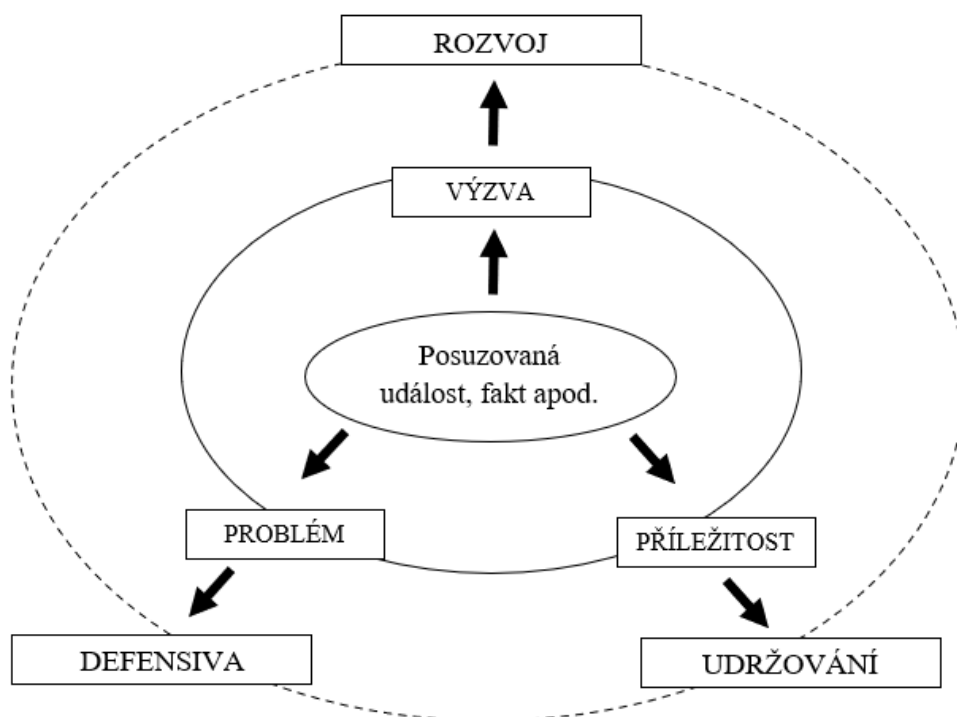 ROZVOJ
VÝZVA
Posuzovaná
událost, fakt apod.
PROBLÉM
PŘÍLEŽITOST
DEFENSIVA
UDRŽOVÁNÍ